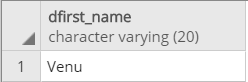 dfirst_name
character varying (20)
1 Venu